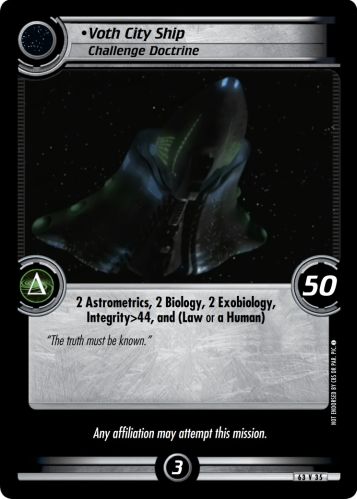 •Voth City Ship
Challenge Doctrine
Δ
50
2 Astrometrics, 2 Biology, 2 Exobiology,
Integrity>44, and (Law or a Human)
"The truth must be known."
NOT ENDORSED BY CBS OR PAR. PIC.
Any affiliation may attempt this mission.
3
63 V 35